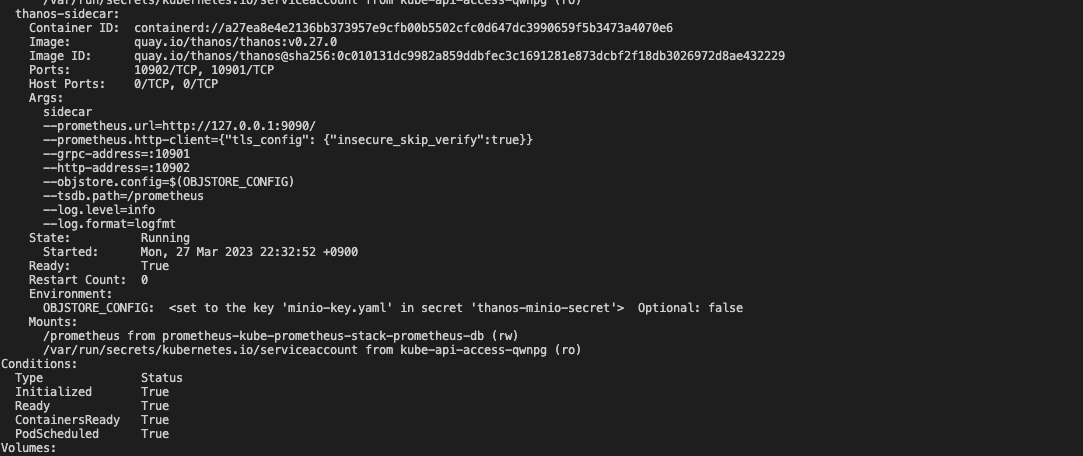 /var/run/secrets/kubernetes.io/serviceaccount from kube-api-access-qwnpg (ro)
thanos-sidecar:
Container ID:  containerd://a27ea8e4e2136bb373957e9cfb00b5502cfc0d647dc3990659f5b3473a4070e6
Image:         quay.io/thanos/thanos:v0.27.0
Image ID:      quay.io/thanos/thanos@sha256:0c010131dc9982a859ddbfec3c1691281e873dcbf2f18db3026972d8ae432229
Ports:         10902/TCP, 10901/TCP
Host Ports:    0/TCP, 0/TCP
Args:
sidecar
--prometheus.url=http://127.0.0.1:9090/
--prometheus.http-client={"tls_config": {"insecure_skip_verify":true}}
--grpc-address=:10901
--http-address=:10902
--objstore.config=$(OBJSTORE_CONFIG)
--tsdb.path=/prometheus
--log.level=info
--log.format=logfmt
State:          Running
Started:      Mon, 27 Mar 2023 22:32:52 +0900
Ready:          True
Restart Count:  0
Environment:
OBJSTORE_CONFIG:  <set to the key 'minio-key.yaml' in secret 'thanos-minio-secret'>  Optional: false
Mounts:
/prometheus from prometheus-kube-prometheus-stack-prometheus-db (rw)
/var/run/secrets/kubernetes.io/serviceaccount from kube-api-access-qwnpg (ro)
Conditions:
Type              Status
Initialized       True
Ready             True
ContainersReady   True
PodScheduled      True
Volumes: